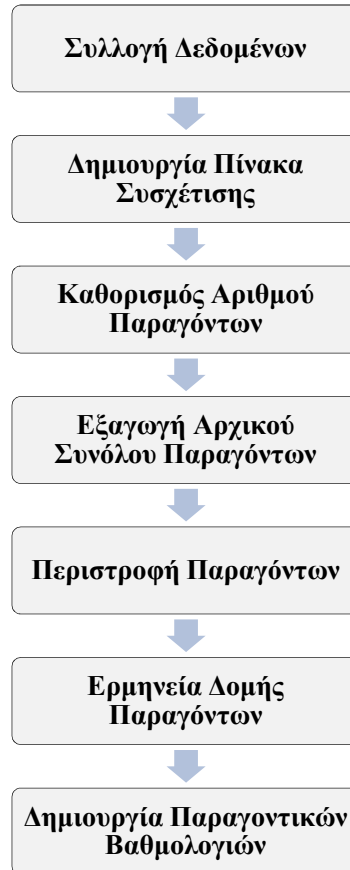 Συλλογή Δεδομένων
Δημιουργία Πίνακα
Συσχέτισης
Καθορισμός Αριθμού
Παραγόντων
Εξαγωγή Αρχικού
Συνόλου Παραγόντων
Περιστροφή Παραγόντων
Ερμηνεία Δομής
Παραγόντων
Δημιουργία Παραγοντικών
Βαθμολογιών